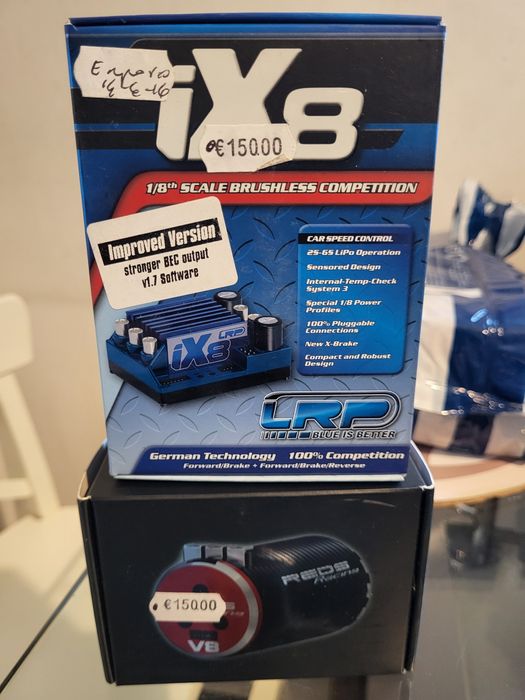 iX8
€150.00
1/8th SCALE BRUSHLESS COMPETITION
Improved Version
stronger BEC output
v1.7 Software
CAR SPEED CONTROL
2S-6S LiPo Operation
Sensored Design
Internal-Temp-Check
System 3
Special 1/8 Power
Profiles
100% Pluggable
Connections
New X-Brake
Compact and Robust
Design
LRP
iX8
LRP
BLUE IS BETTER
German Technology 100% Competition
Forward/Brake + Forward/Brake/Reverse
REDS
Racing
€150.00
V8